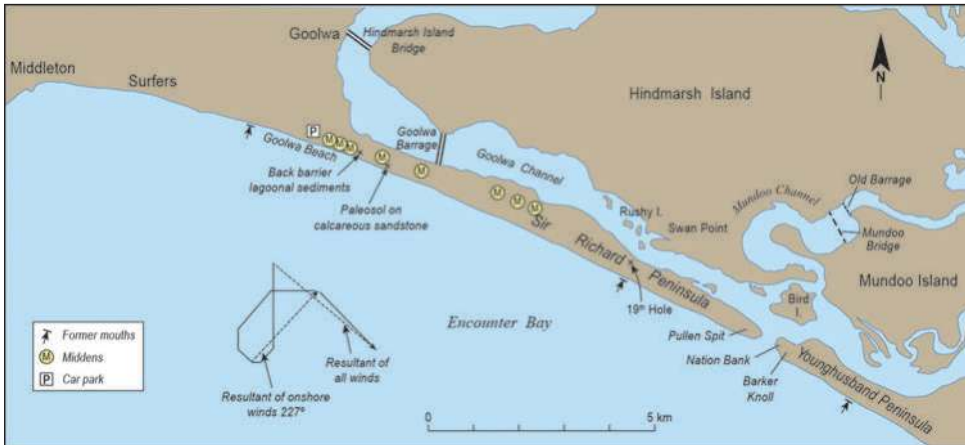 Goolwa
Hindmarsh Island
Bridge
Middleton
Surfers
N
Hindmarsh Island
P
Goolwa
Barrage
M
M
M
M
M
M
M
M
Goolwa Beach
Goolwa Channel
Back barrier
lagoonal sediments
Paleosol on
calcareous sandstone
Mundoo Channel
Old Barrage
Rushy I.
Swan Point
Mundoo
Bridge
Sir
Richard
Peninsula
Mundoo Island
19th Hole
Bird
I.
Encounter Bay
Pullen Spit
Nation Bank
Barker
Knoll
Younghusband Peninsula
Resultant of
all winds
Resultant of onshore
winds 227º
Former mouths
M Middens
P Car park
0
5 km